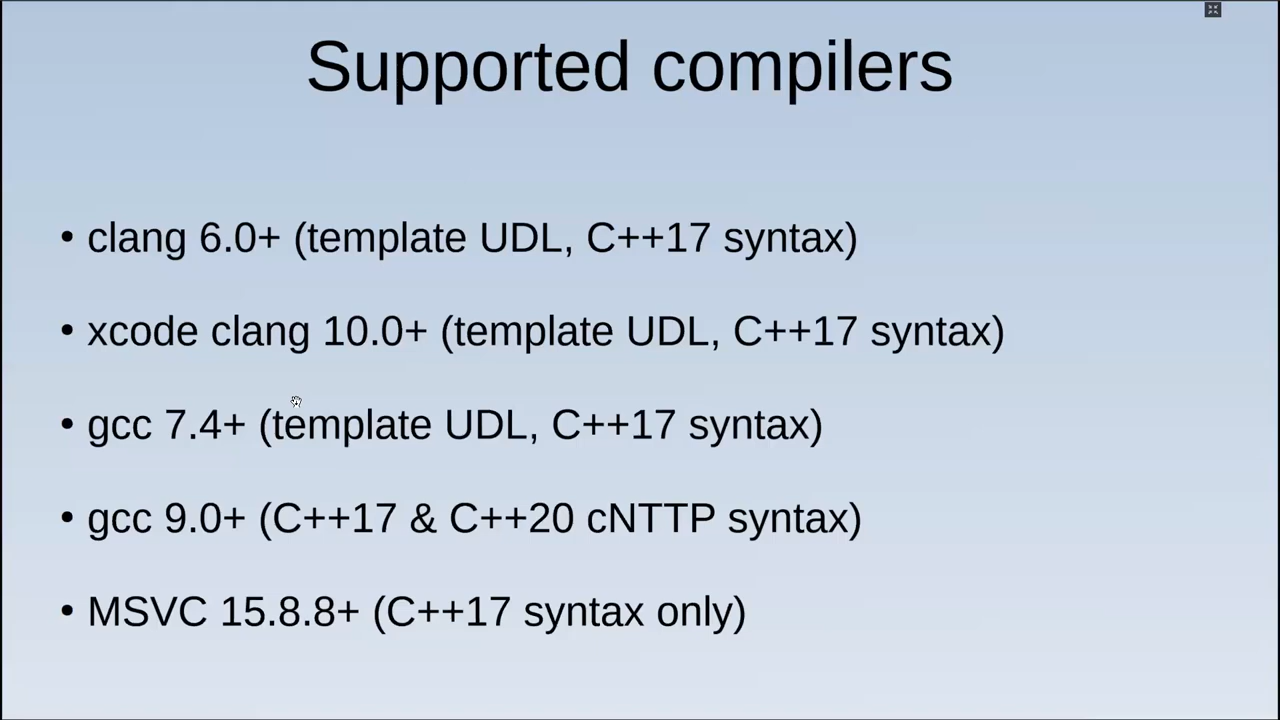 Supported compilers
• clang 6.0+ (template UDL, C++17 syntax)
• xcode clang 10.0+ (template UDL, C++17 syntax)
• gcc 7.4+ (template UDL, C++17 syntax)
• gcc 9.0+ (C++17 & C++20 cNTTP syntax)
• MSVC 15.8.8+ (C++17 syntax only)